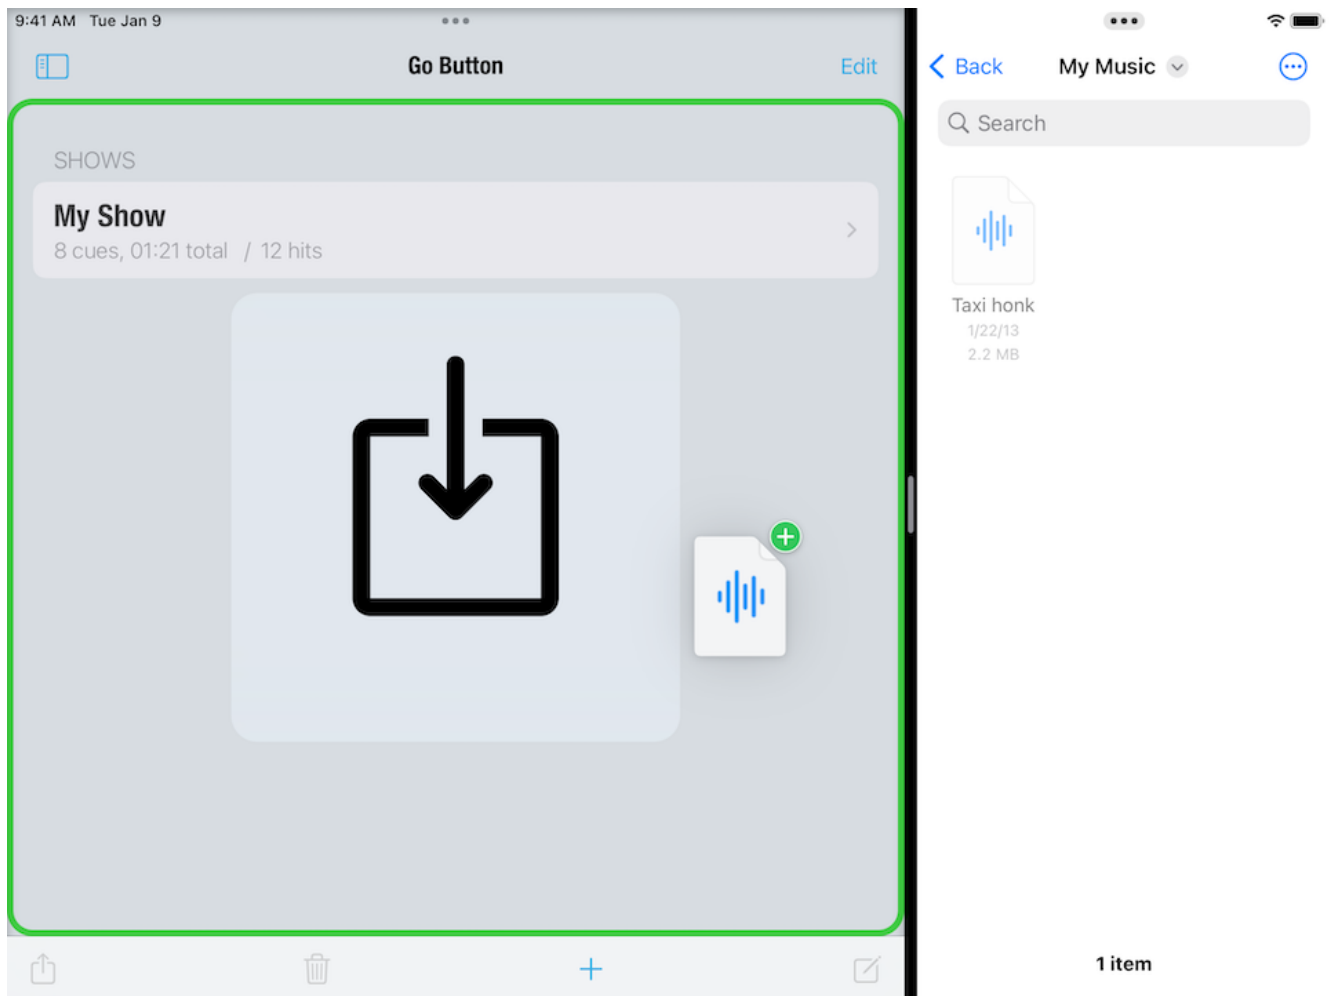 9:41 AM Tue Jan 9
Go Button
Edit
SHOWS
My Show
8 cues, 01:21 total / 12 hits
Back
My Music
Search
Taxi honk
1/22/13
2.2 MB
1 item